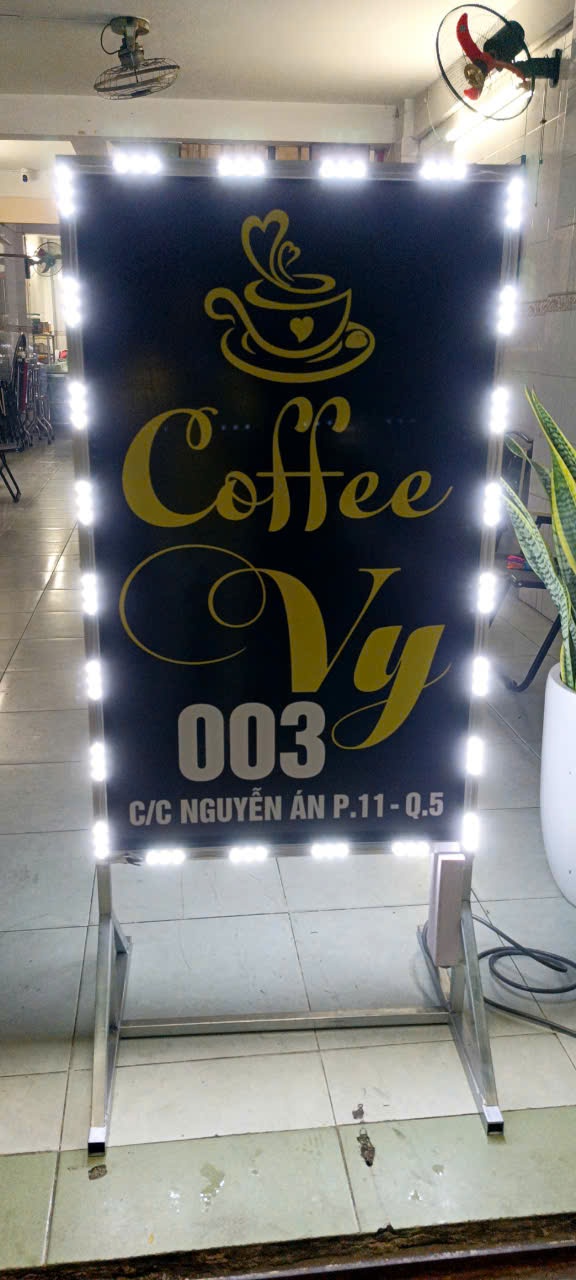 Coffee
Vy
003
C/C NGUYỄN ÁN P.11 - Q.5